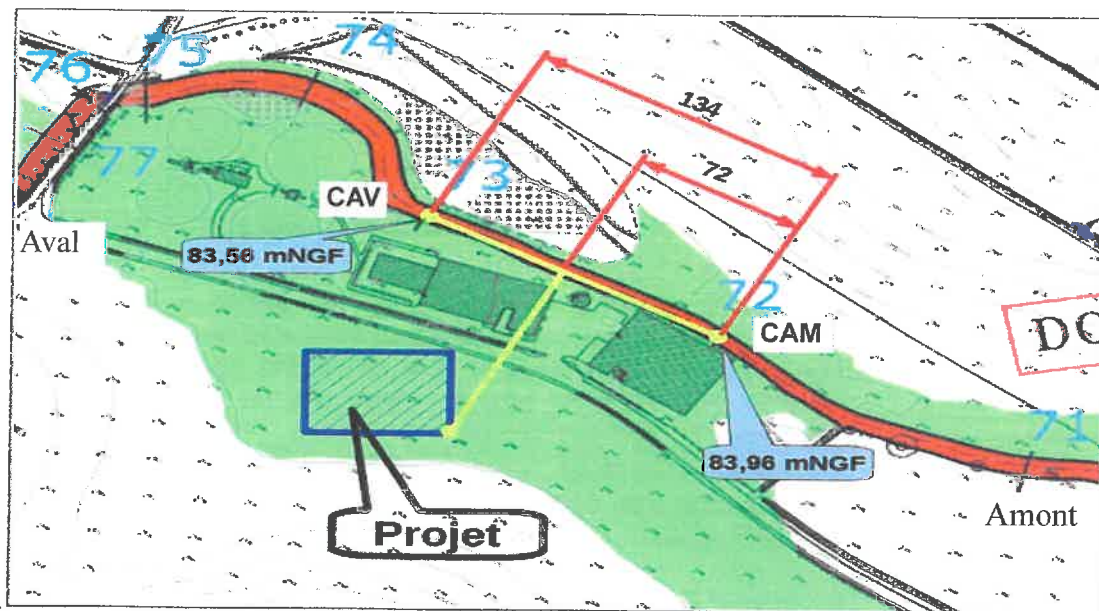 76
75
74
134
72
77
CAV
73
Aval
83,56 mNGF
72
CAM
DO
71
83,96 mNGF
Amont
Projet